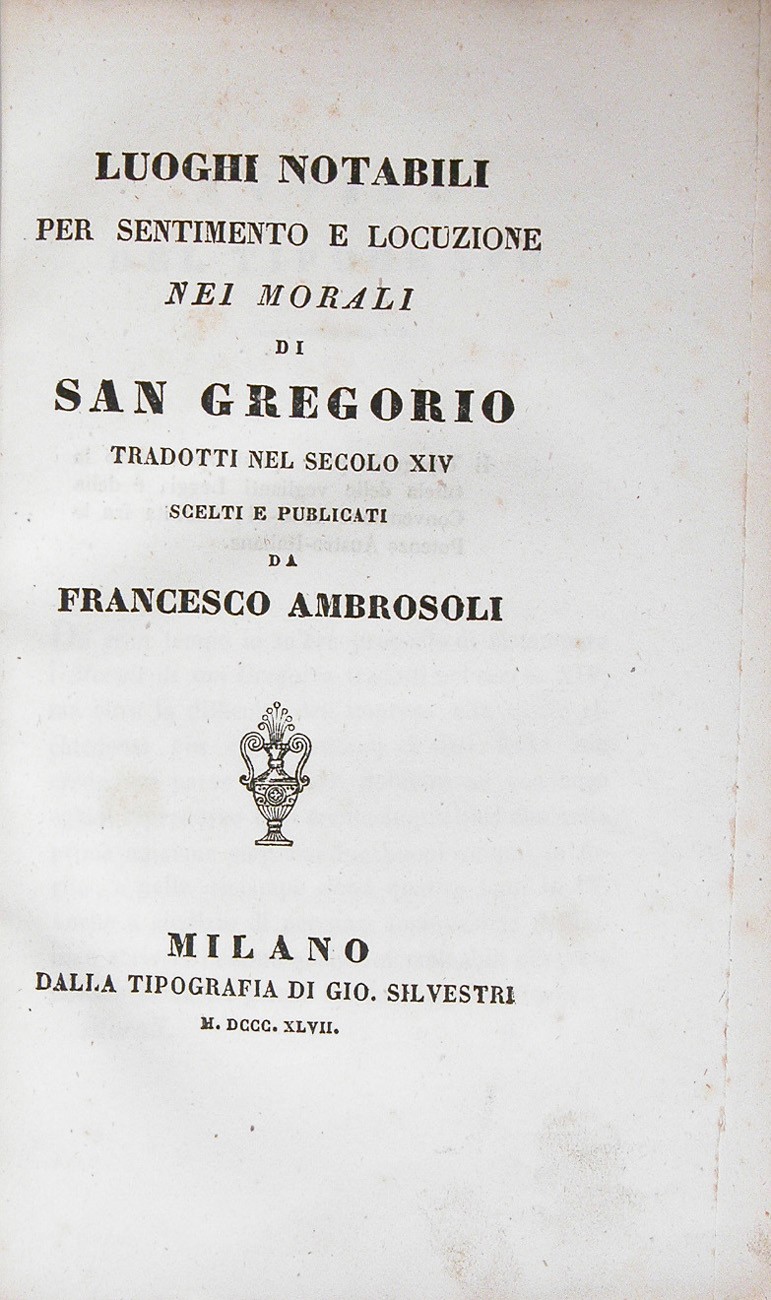 LUOGHI NOTABILI
PER SENTIMENTO E LOCUZIONE
NEI MORALI
DI
SAN GREGORIO
TRADOTTI NEL SECOLO XIV
SCELTI E PUBLICATI
DA
FRANCESCO AMBROSOLI
MILANO
DALLA TIPOGRAFIA DI GIO. SILVESTRI
M. DCCC. XLVII.